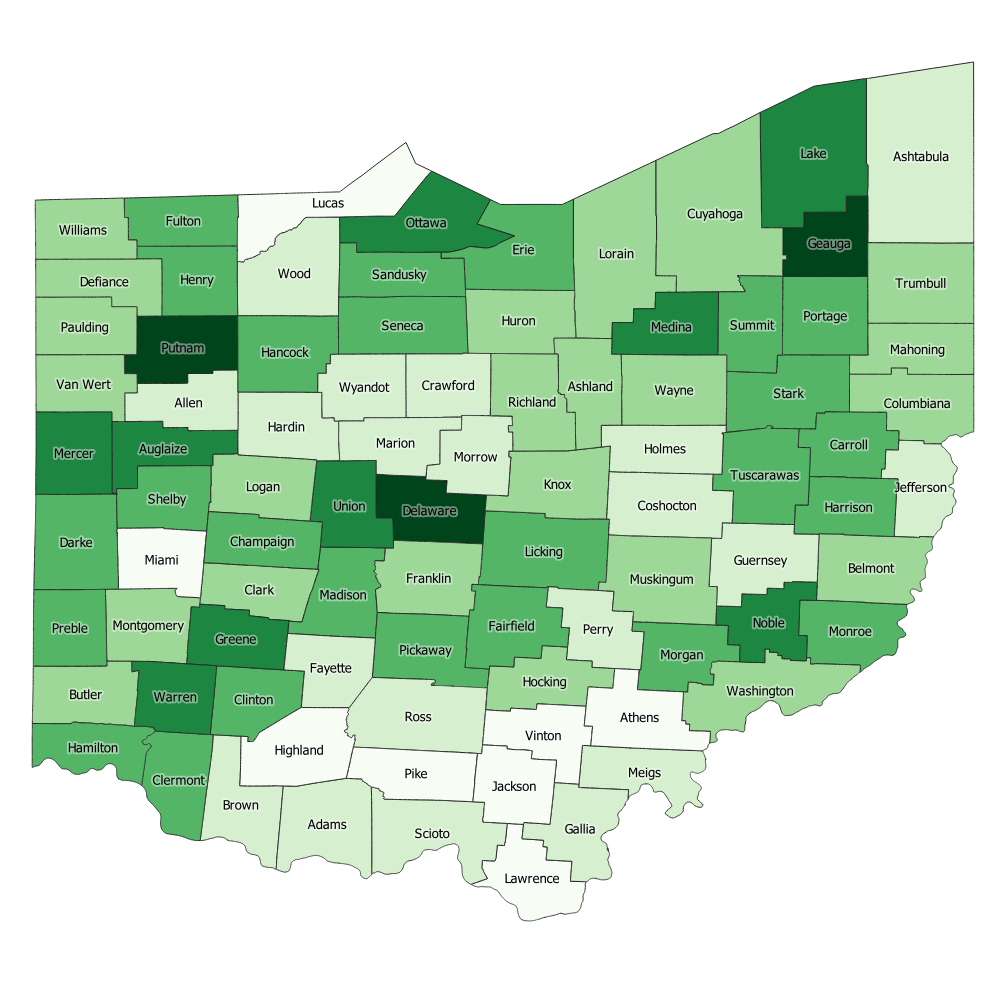 Lake
Ashtabula
Lucas
Cuyahoga
Fulton
Ottawa
Williams
Geauga
Erie
Lorain
Wood
Sandusky
Henry
Defiance
Trumbull
Portage
Huron
Seneca
Summit
Paulding
Medina
Putnam
Mahoning
Hancock
Van Wert
Wyandot
Crawford
Ashland
Wayne
Stark
Allen
Richland
Columbiana
Hardin
Marion
Carroll
Auglaize
Holmes
Mercer
Morrow
Tuscarawas
Knox
Logan
Jefferson
Shelby
Union
Coshocton
Harrison
Delaware
Darke
Champaign
Licking
Miami
Guernsey
Belmont
Franklin
Muskingum
Clark
Madison
Noble
Montgomery
Fairfield
Preble
Perry
Monroe
Greene
Pickaway
Morgan
Fayette
Hocking
Washington
Butler
Warren
Clinton
Ross
Athens
Vinton
Hamilton
Highland
Pike
Meigs
Clermont
Jackson
Brown
Adams
Gallia
Scioto
Lawrence